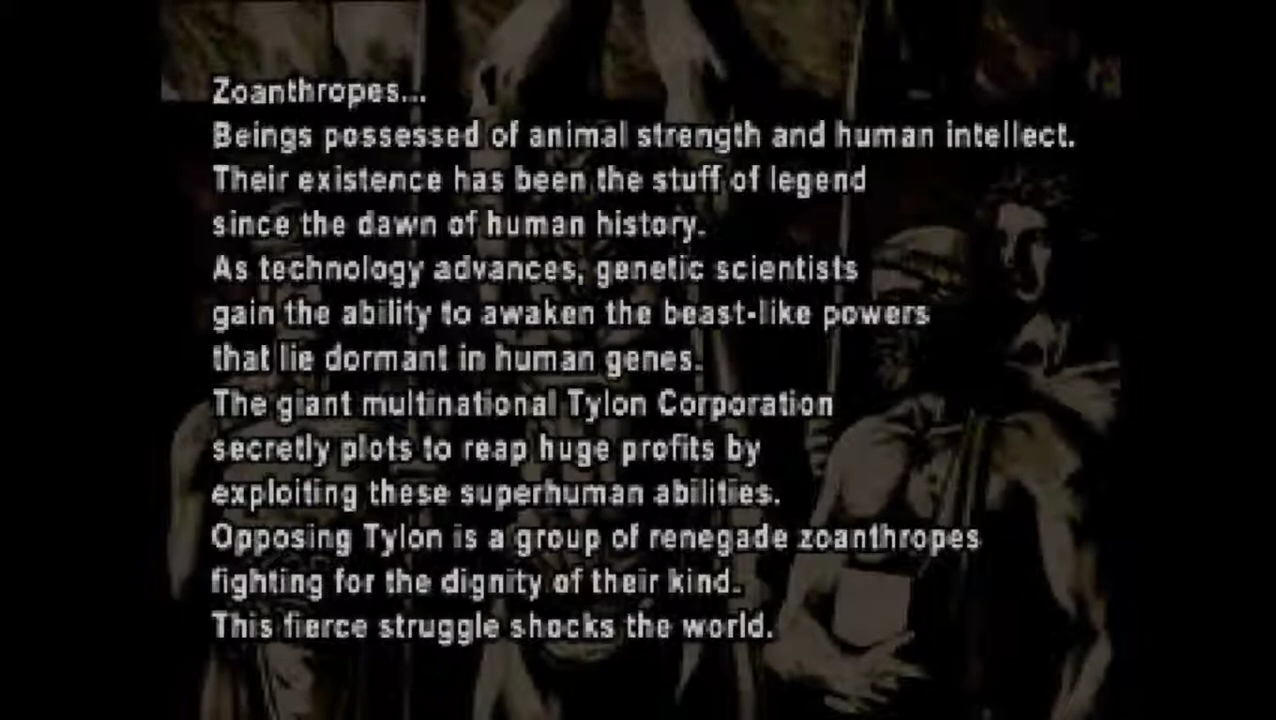 Zoanthropes...
Beings possessed of animal strength and human intellect.
Their existence has been the stuff of legend
since the dawn of human history.
As technology advances, genetic scientists
gain the ability to awaken the beast-like powers
that lie dormant in human genes.
The giant multinational Tylon Corporation
secretly plots to reap huge profits by
exploiting these superhuman abilities.
Opposing Tylon is a group of renegade zoanthropes
fighting for the dignity of their kind.
This fierce struggle shocks the world.